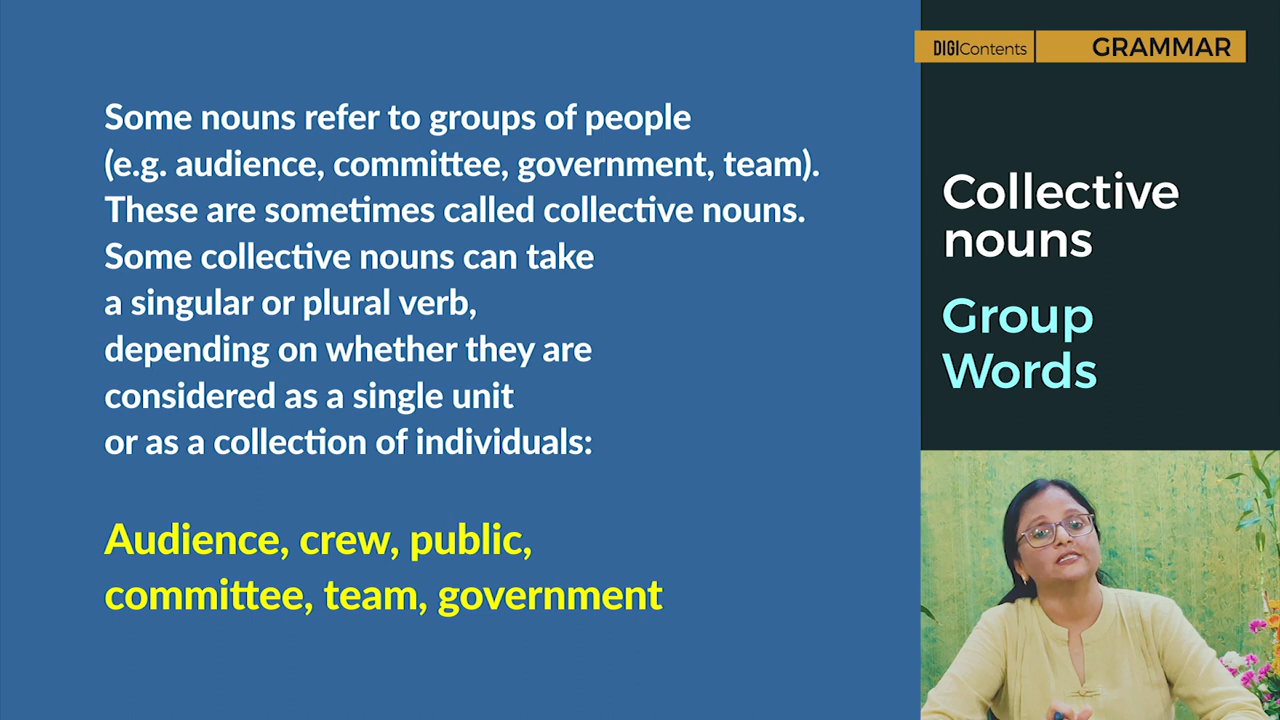 Some nouns refer to groups of people
(e.g. audience, committee, government, team).
These are sometimes called collective nouns.
Some collective nouns can take
a singular or plural verb,
depending on whether they are
considered as a single unit
or as a collection of individuals:
Audience, crew, public,
committee, team, government
DIGIContents
GRAMMAR
Collective
nouns
Group
Words